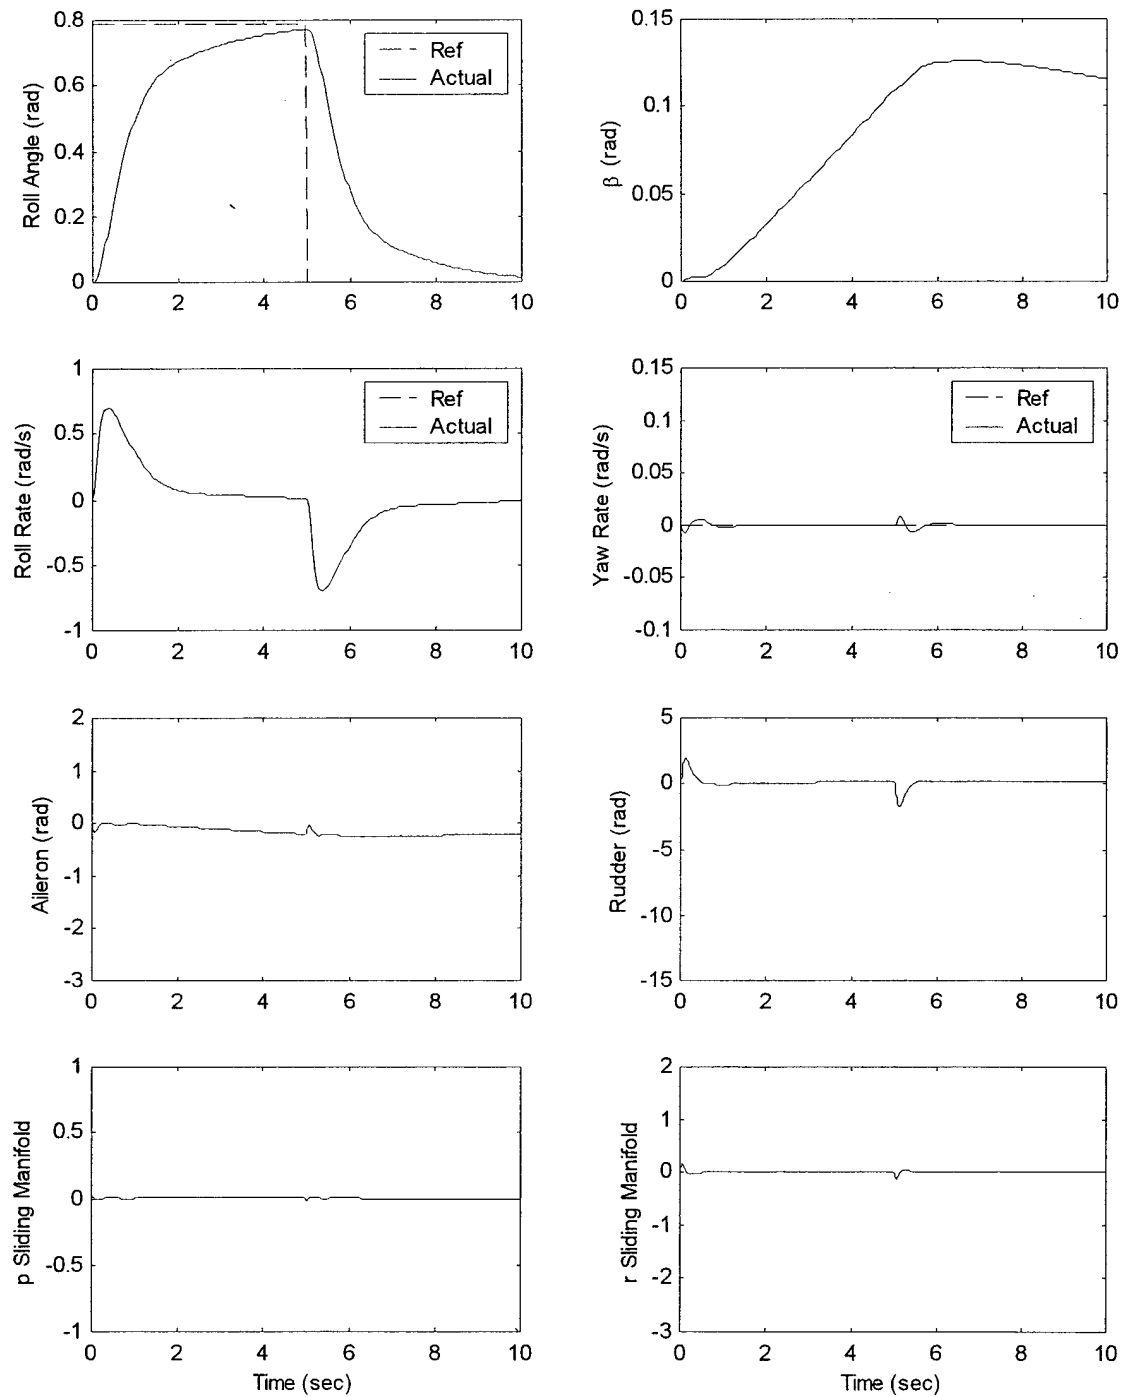 Roll Angle (rad)
0.8
0.6
0.4
0.2
0
0 2 4 6 8 10
Ref
Actual
β (rad)
0.15
0.1
0.05
0
0 2 4 6 8 10
Roll Rate (rad/s)
1
0.5
0
-0.5
-1
0 2 4 6 8 10
Ref
Actual
Yaw Rate (rad/s)
0.15
0.1
0.05
0
-0.05
-0.1
0 2 4 6 8 10
Ref
Actual
Aileron (rad)
2
1
0
-1
-2
-3
0 2 4 6 8 10
Rudder (rad)
5
0
-5
-10
-15
0 2 4 6 8 10
p Sliding Manifold
1
0.5
0
-0.5
-1
0 2 4 6 8 10
Time (sec)
r Sliding Manifold
2
1
0
-1
-2
-3
0 2 4 6 8 10
Time (sec)